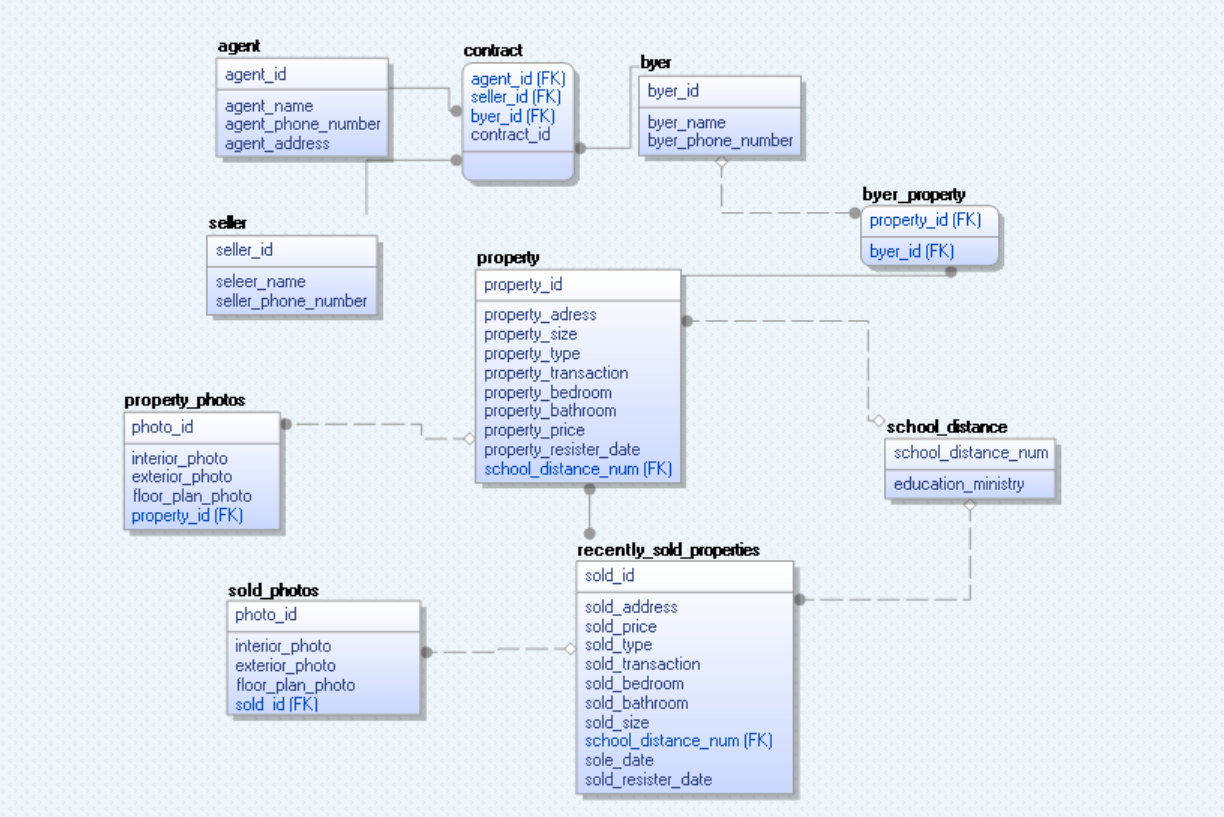 agent
agent_id
agent_name
agent_phone_number
agent_address
contract
agent_id (FK)
seller_id (FK)
byer_id (FK)
contract_id
byer
byer_id
byer_name
byer_phone_number
byer_property
property_id (FK)
byer_id (FK)
seller
seller_id
seleer_name
seller_phone_number
property
property_id
property_adress
property_size
property_type
property_transaction
property_bedroom
property_bathroom
property_price
property_resister_date
school_distance_num (FK)
property_photos
photo_id
interior_photo
exterior_photo
floor_plan_photo
property_id (FK)
school_distance
school_distance_num
education_ministry
recently_sold_properties
sold_id
sold_address
sold_price
sold_type
sold_transaction
sold_bedroom
sold_bathroom
sold_size
school_distance_num (FK)
sole_date
sold_resister_date
sold_photos
photo_id
interior_photo
exterior_photo
floor_plan_photo
sold_id (FK)